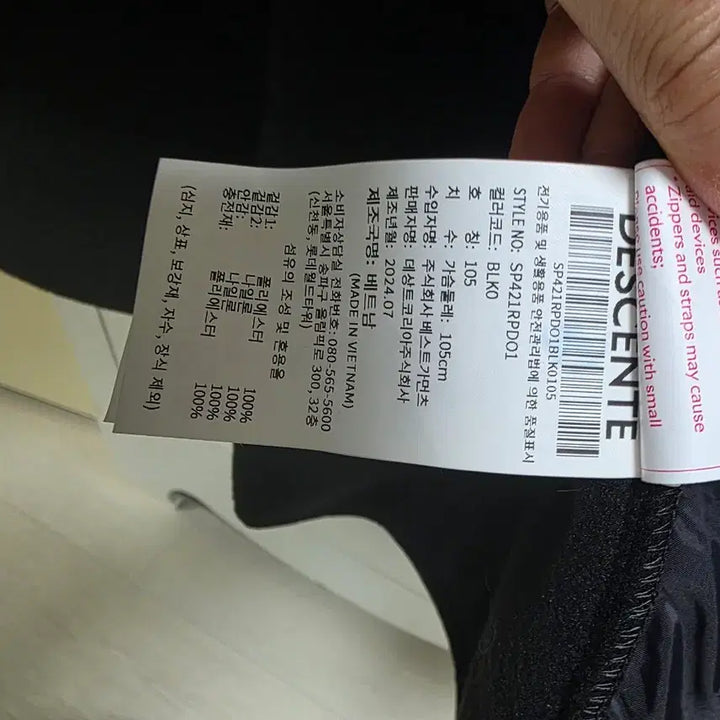 DESCENTE
SP421RPDO1BLK0105
전기용품 및 생활용품 안전관리법에 의한 품질표시
STYLE NO: SP421RPDO1
컬러코드: BLK0
호 칭: 105
치 수: 가슴둘레: 105cm
수입자명: 주식회사베스트가먼츠
판매자명: 데상트코리아주식회사
제조년월: 2024.07
제조국명: 베트남
(MADE IN VIETNAM)
소비자상담실 전화번호: 080-565-5600
서울특별시 송파구 올림픽로 300, 32층
(신천동, 롯데월드타워)
섬유의 조성 및 혼용율
겉감1: 폴리에스터 100%
겉감2: 나일론 100%
안감: 나일론 100%
충전재: 폴리에스터 100%
(심지, 상표, 보강재, 자수, 장식 제외)
devices
* Zippers and straps may cause
accidents;
use caution with small